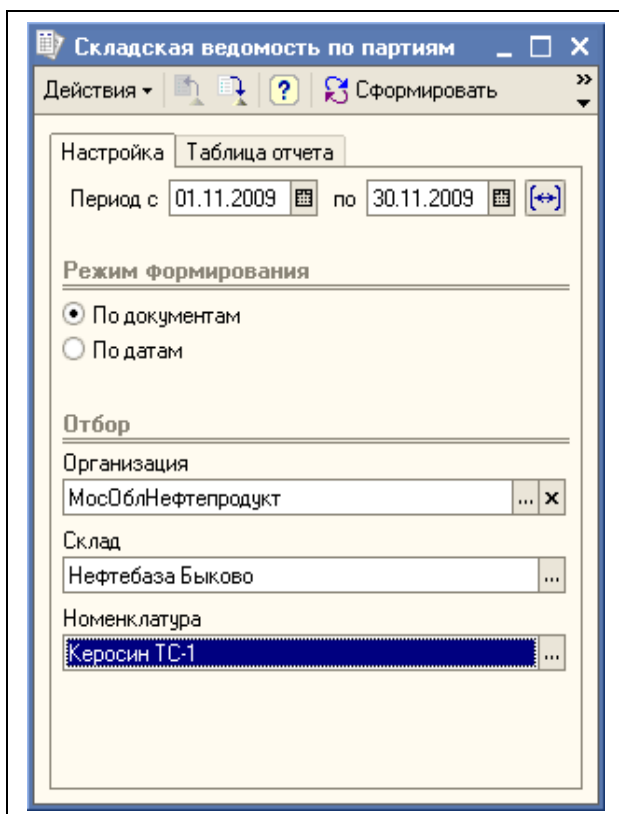 Складская ведомость по партиям
Действия ? Сформировать »
Настройка Таблица отчета
Период с 01.11.2009 по 30.11.2009
Режим формирования
По документам
По датам
Отбор
Организация
МосОблНефтепродукт ... x
Склад
Нефтебаза Быково ...
Номенклатура
Керосин ТС-1 ...